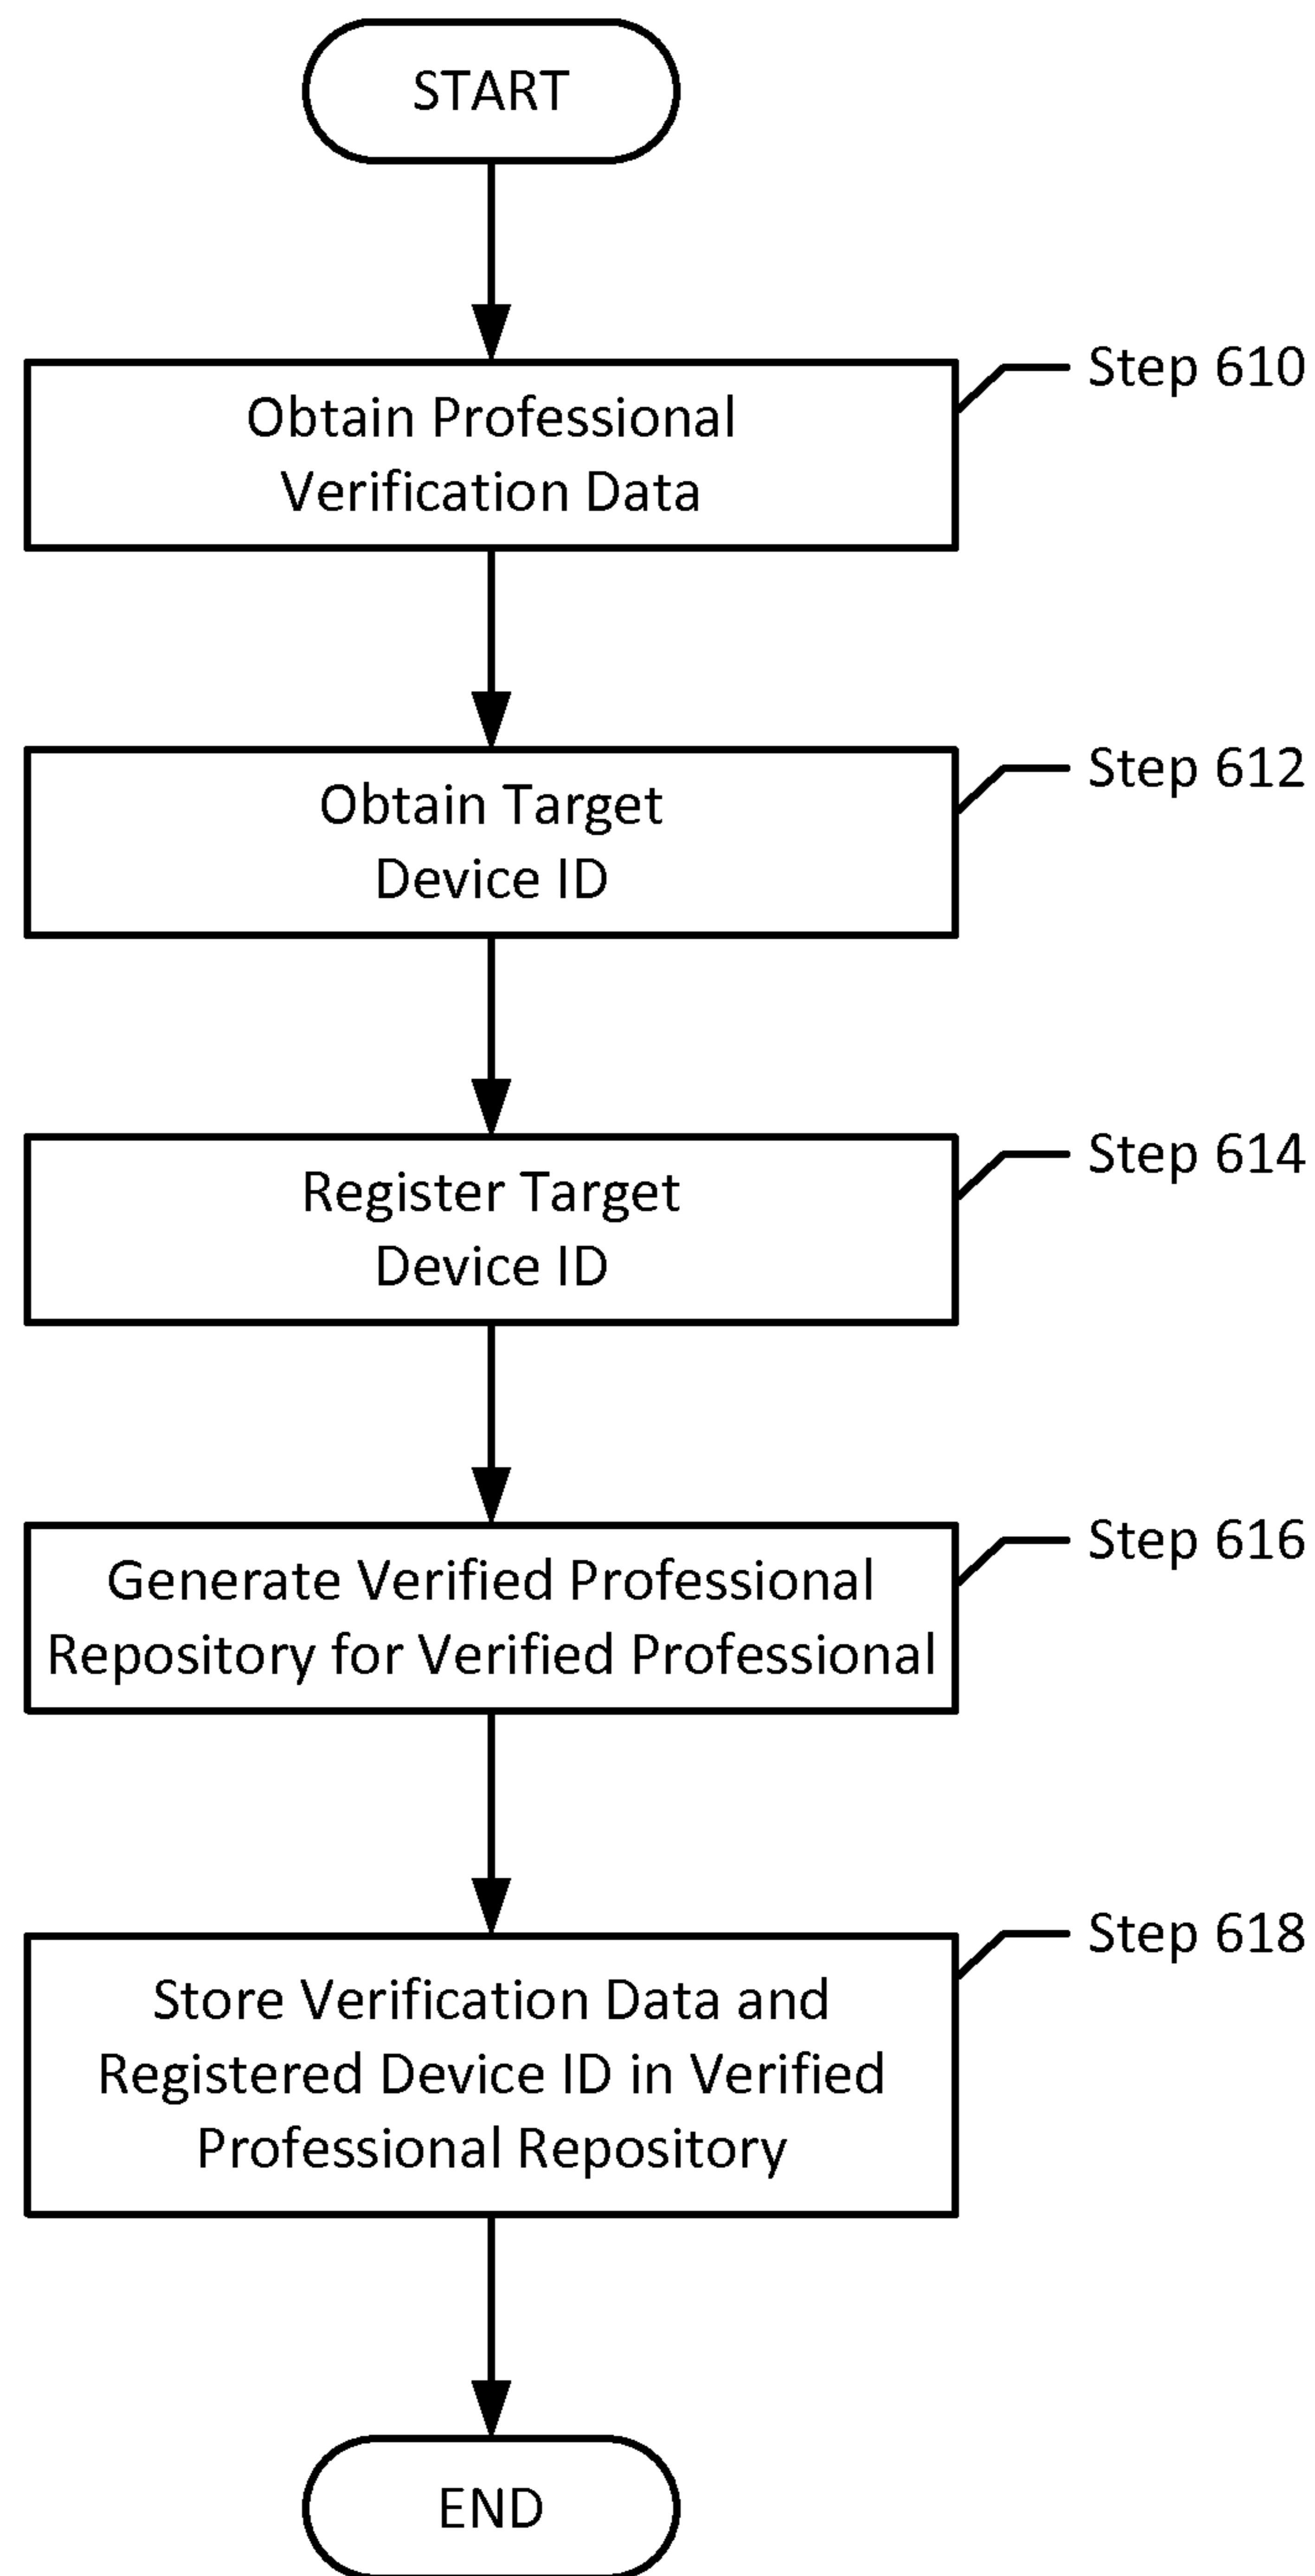 START
Step 610
Obtain Professional
Verification Data
Step 612
Obtain Target
Device ID
Step 614
Register Target
Device ID
Step 616
Generate Verified Professional
Repository for Verified Professional
Step 618
Store Verification Data and
Registered Device ID in Verified
Professional Repository
END